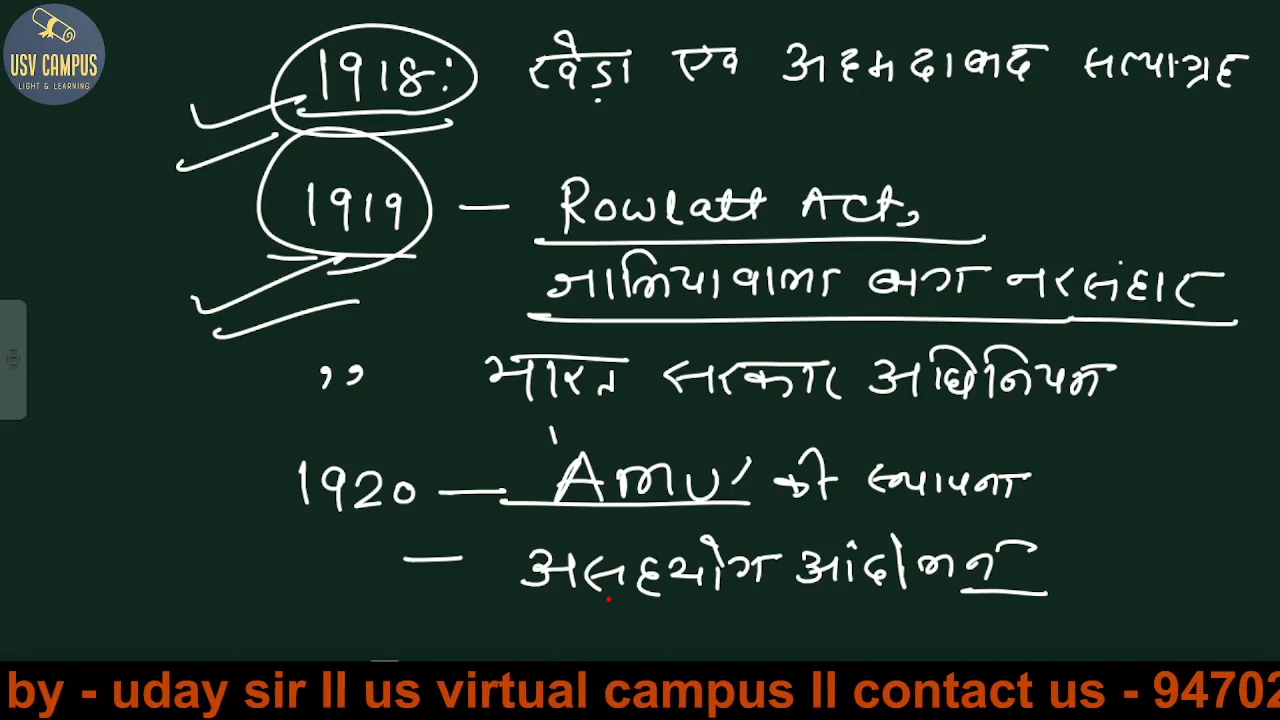 USV CAMPUS
LIGHT & LEARNING
1918: खेड़ा एव अहमदाबाद सत्याग्रह
1919 — Rowlatt Act,
जालियावाला बाग नरसंहार
,, भारत सरकार अधिनियम
1920 — 'AMU' की स्थापना
— असहयोग आंदोलन
by - uday sir II us virtual campus II contact us - 94702